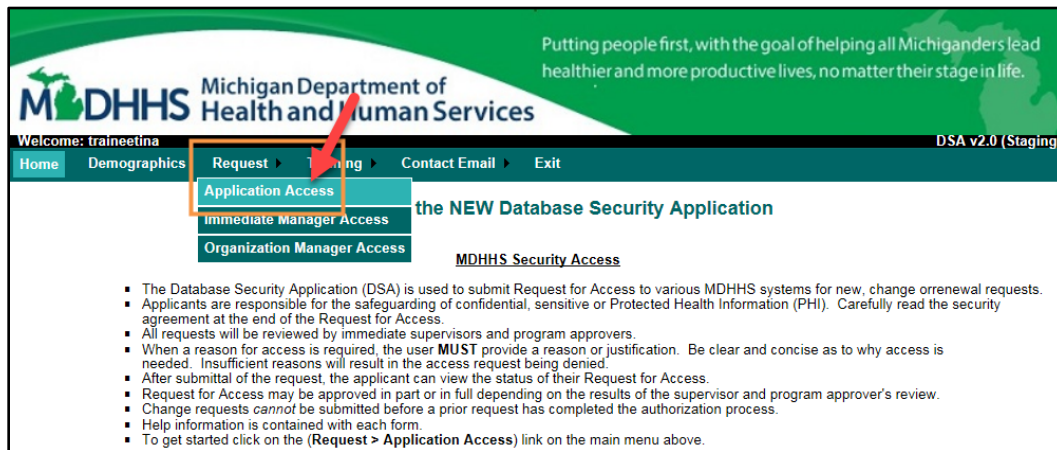 Putting people first, with the goal of helping all Michiganders lead
healthier and more productive lives, no matter their stage in life.
MDHHS Michigan Department of
Health and Human Services
Welcome: traineetina DSA v2.0 (Staging
Home Demographics Request Contact Email Exit
Application Access
Immediate Manager Access
Organization Manager Access
the NEW Database Security Application
MDHHS Security Access
▪ The Database Security Application (DSA) is used to submit Request for Access to various MDHHS systems for new, change orrenewal requests.
▪ Applicants are responsible for the safeguarding of confidential, sensitive or Protected Health Information (PHI). Carefully read the security
agreement at the end of the Request for Access.
▪ All requests will be reviewed by immediate supervisors and program approvers.
▪ When a reason for access is required, the user MUST provide a reason or justification. Be clear and concise as to why access is
needed. Insufficient reasons will result in the access request being denied.
▪ After submittal of the request, the applicant can view the status of their Request for Access.
▪ Request for Access may be approved in part or in full depending on the results of the supervisor and program approver's review.
▪ Change requests cannot be submitted before a prior request has completed the authorization process.
▪ Help information is contained with each form.
▪ To get started click on the (Request > Application Access) link on the main menu above.